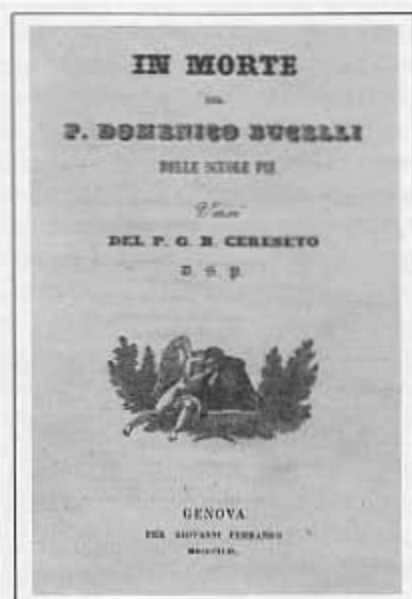 IN MORTE
DEL
P. DOMENICO BUCELLI
DELLE SCUOLE PIE
Versi
DEL P. G. B. CERESETO
D. S. P.
GENOVA
PER GIOVANNI FERRANDO